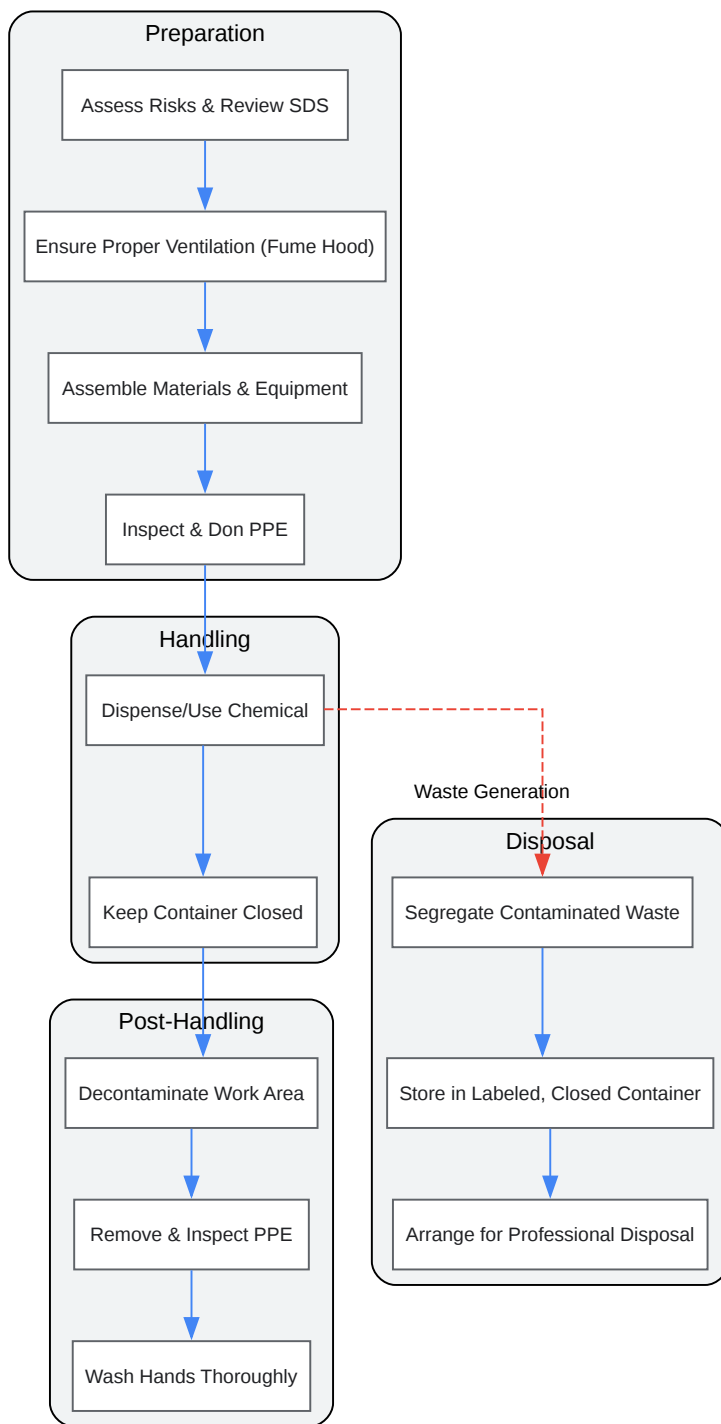 Preparation
Assess Risks & Review SDS
Ensure Proper Ventilation (Fume Hood)
Assemble Materials & Equipment
Inspect & Don PPE
Handling
Dispense/Use Chemical
Keep Container Closed
Waste Generation
Disposal
Segregate Contaminated Waste
Store in Labeled, Closed Container
Arrange for Professional Disposal
Post-Handling
Decontaminate Work Area
Remove & Inspect PPE
Wash Hands Thoroughly